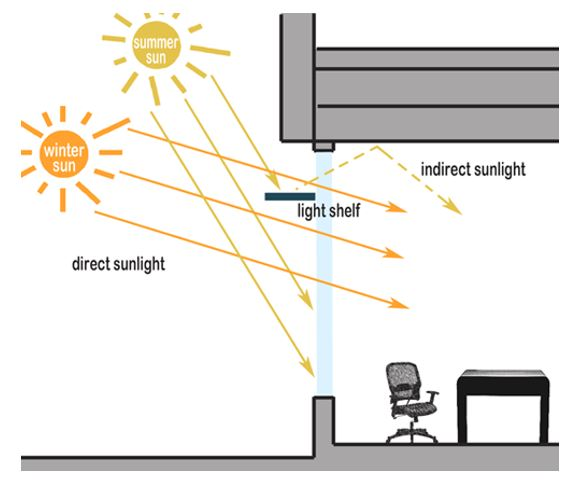 summer
sun
winter
sun
indirect sunlight
light shelf
direct sunlight